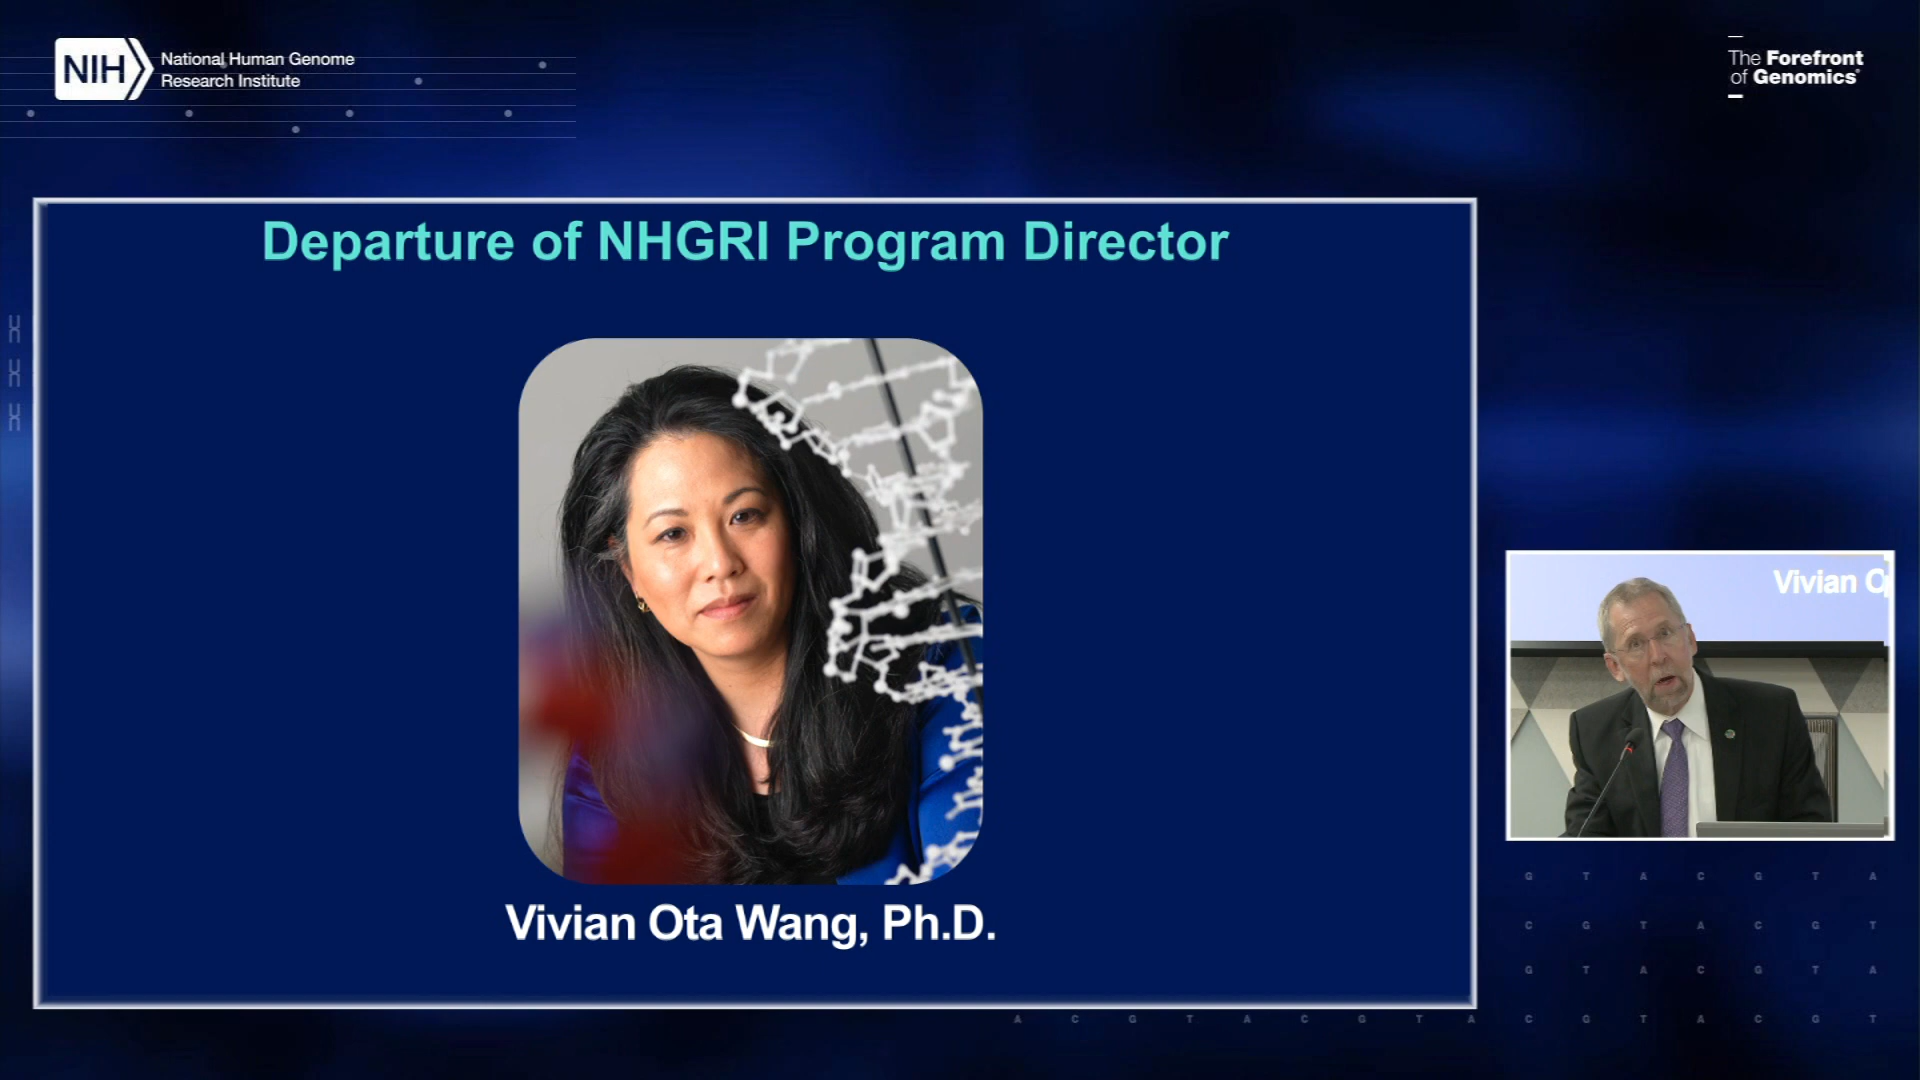 NIH
National Human Genome
Research Institute
The Forefront
of Genomics®
Departure of NHGRI Program Director
Vivian Ota Wang, Ph.D.
Vivian O
G T A C G T A
C G T A C G T
G T A C G T A
A C G T A C G T A C G T A C G T